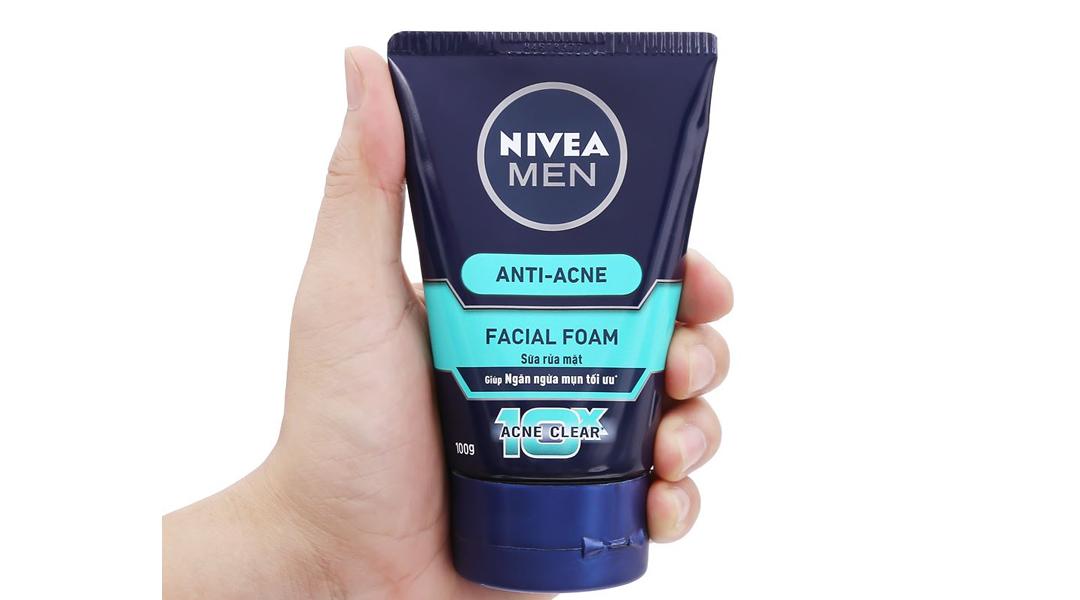 NIVEA
MEN
ANTI-ACNE
FACIAL FOAM
Sữa rửa mặt
Giúp Ngăn ngừa mụn tối ưu*
10X
ACNE CLEAR*
100g